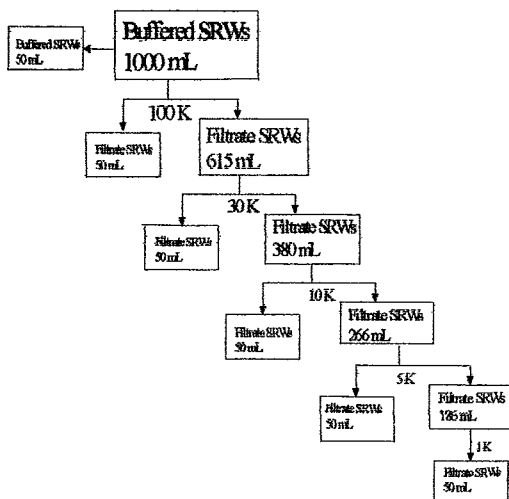 Buffered SRWs
50 mL
Buffered SRWs
1000 mL
100 K
Filtrate SRWs
50 mL
Filtrate SRWs
615 mL
30 K
Filtrate SRWs
50 mL
Filtrate SRWs
380 mL
10 K
Filtrate SRWs
50 mL
Filtrate SRWs
266 mL
5 K
Filtrate SRWs
50 mL
Filtrate SRWs
186 mL
1 K
Filtrate SRWs
50 mL